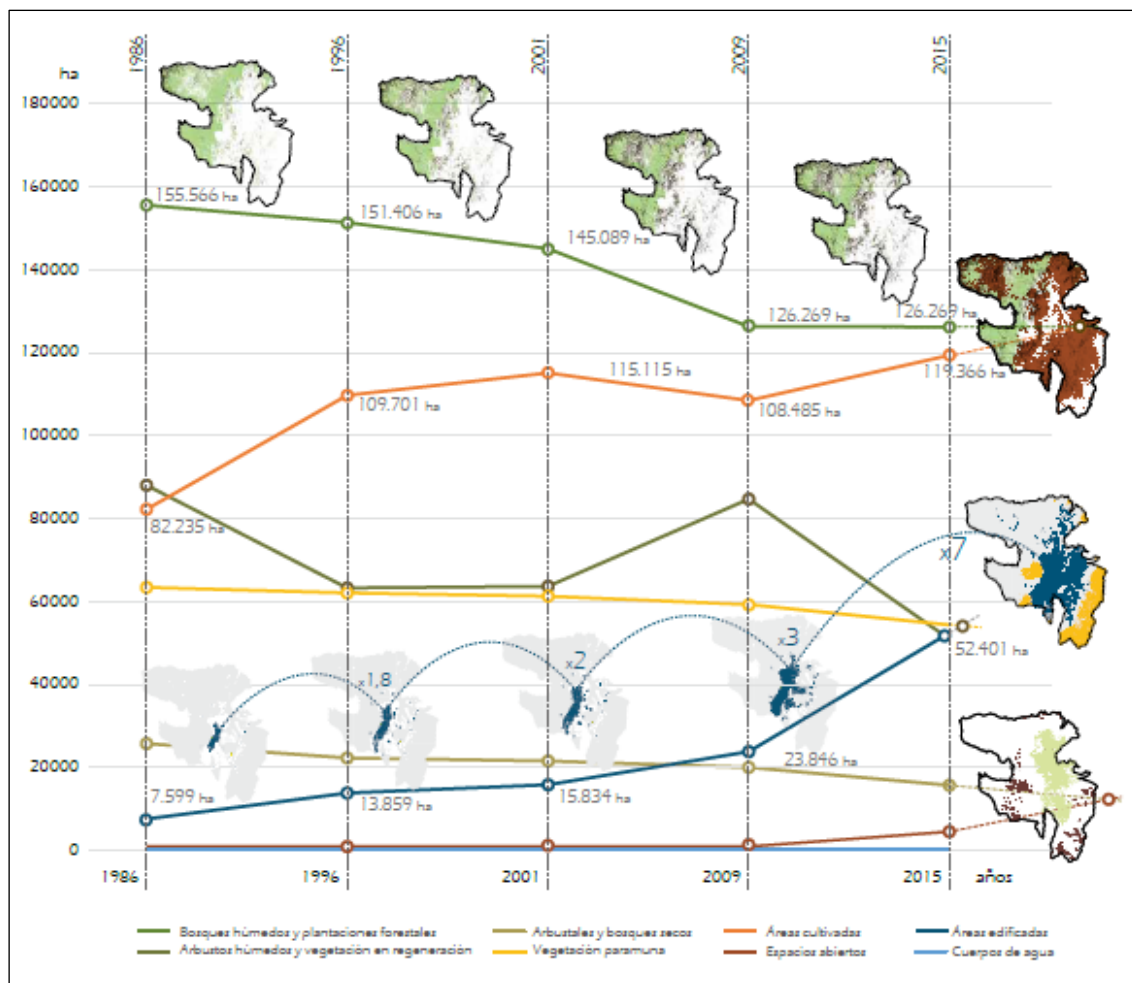 1986 1996 2001 2009 2015
ha
180000
160000
155.566 ha
151.406 ha
145.089 ha
140000
126.269 ha 126.269 ha
120000
115.115 ha
119.366 ha
109.701 ha
108.485 ha
100000
80000
82.235 ha
x7
60000
x3
x2
52.401 ha
x1,8
40000
20000
23.846 ha
7.599 ha
13.859 ha
15.834 ha
0
1986 1996 2001 2009 2015 años
Bosques húmedos y plantaciones forestales Arbustales y bosques secos Áreas cultivadas Áreas edificadas
Arbustos húmedos y vegetación en regeneración Vegetación paramuna Espacios abiertos Cuerpos de agua